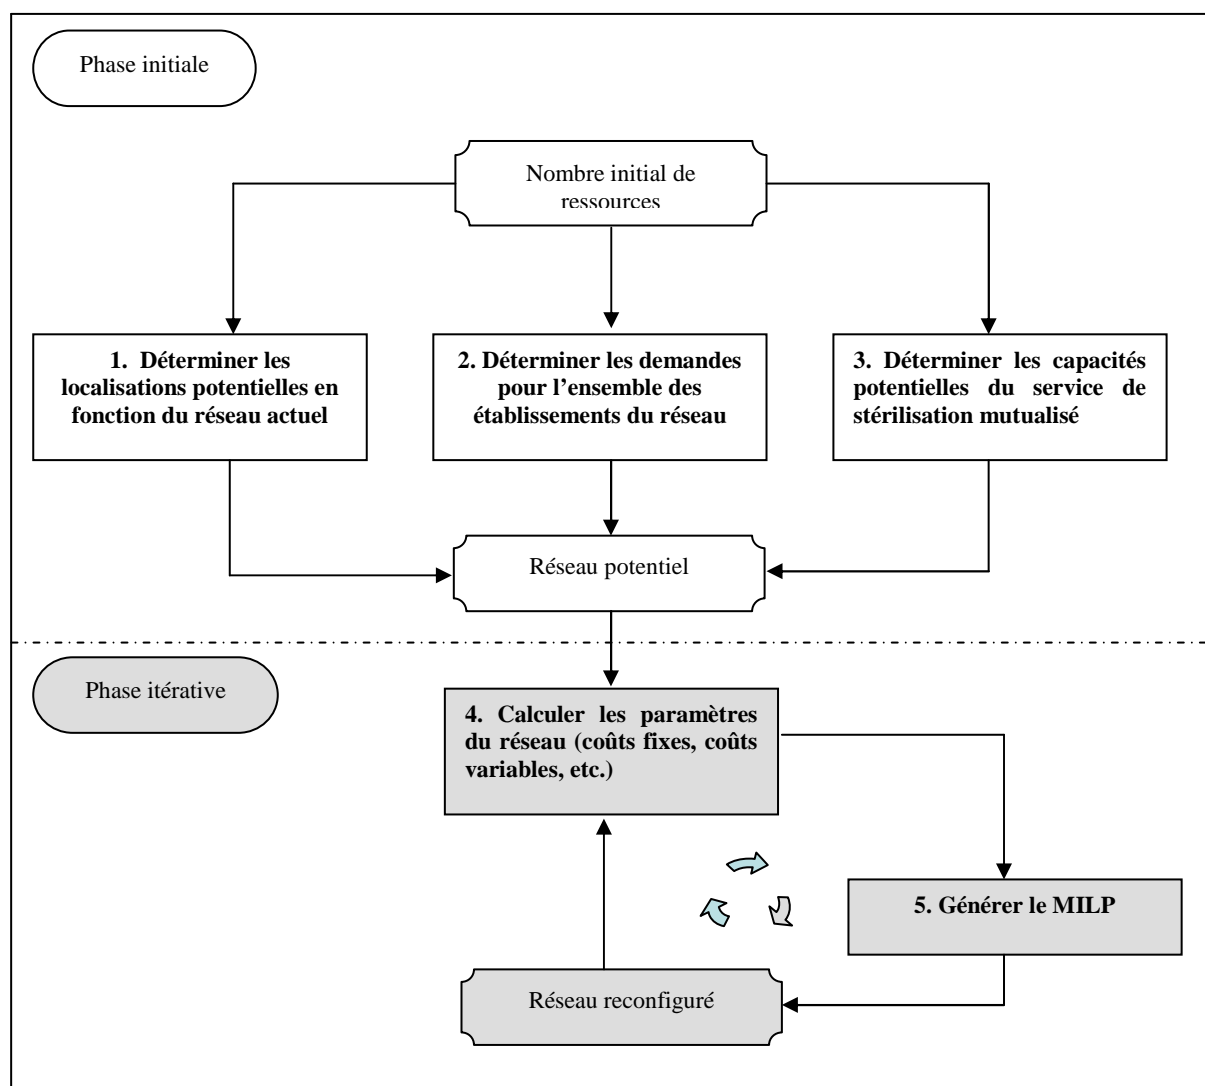 Phase initiale
Nombre initial de
ressources
1. Déterminer les
localisations potentielles en
fonction du réseau actuel
2. Déterminer les demandes
pour l’ensemble des
établissements du réseau
3. Déterminer les capacités
potentielles du service de
stérilisation mutualisé
Réseau potentiel
Phase itérative
4. Calculer les paramètres
du réseau (coûts fixes, coûts
variables, etc.)
5. Générer le MILP
Réseau reconfiguré